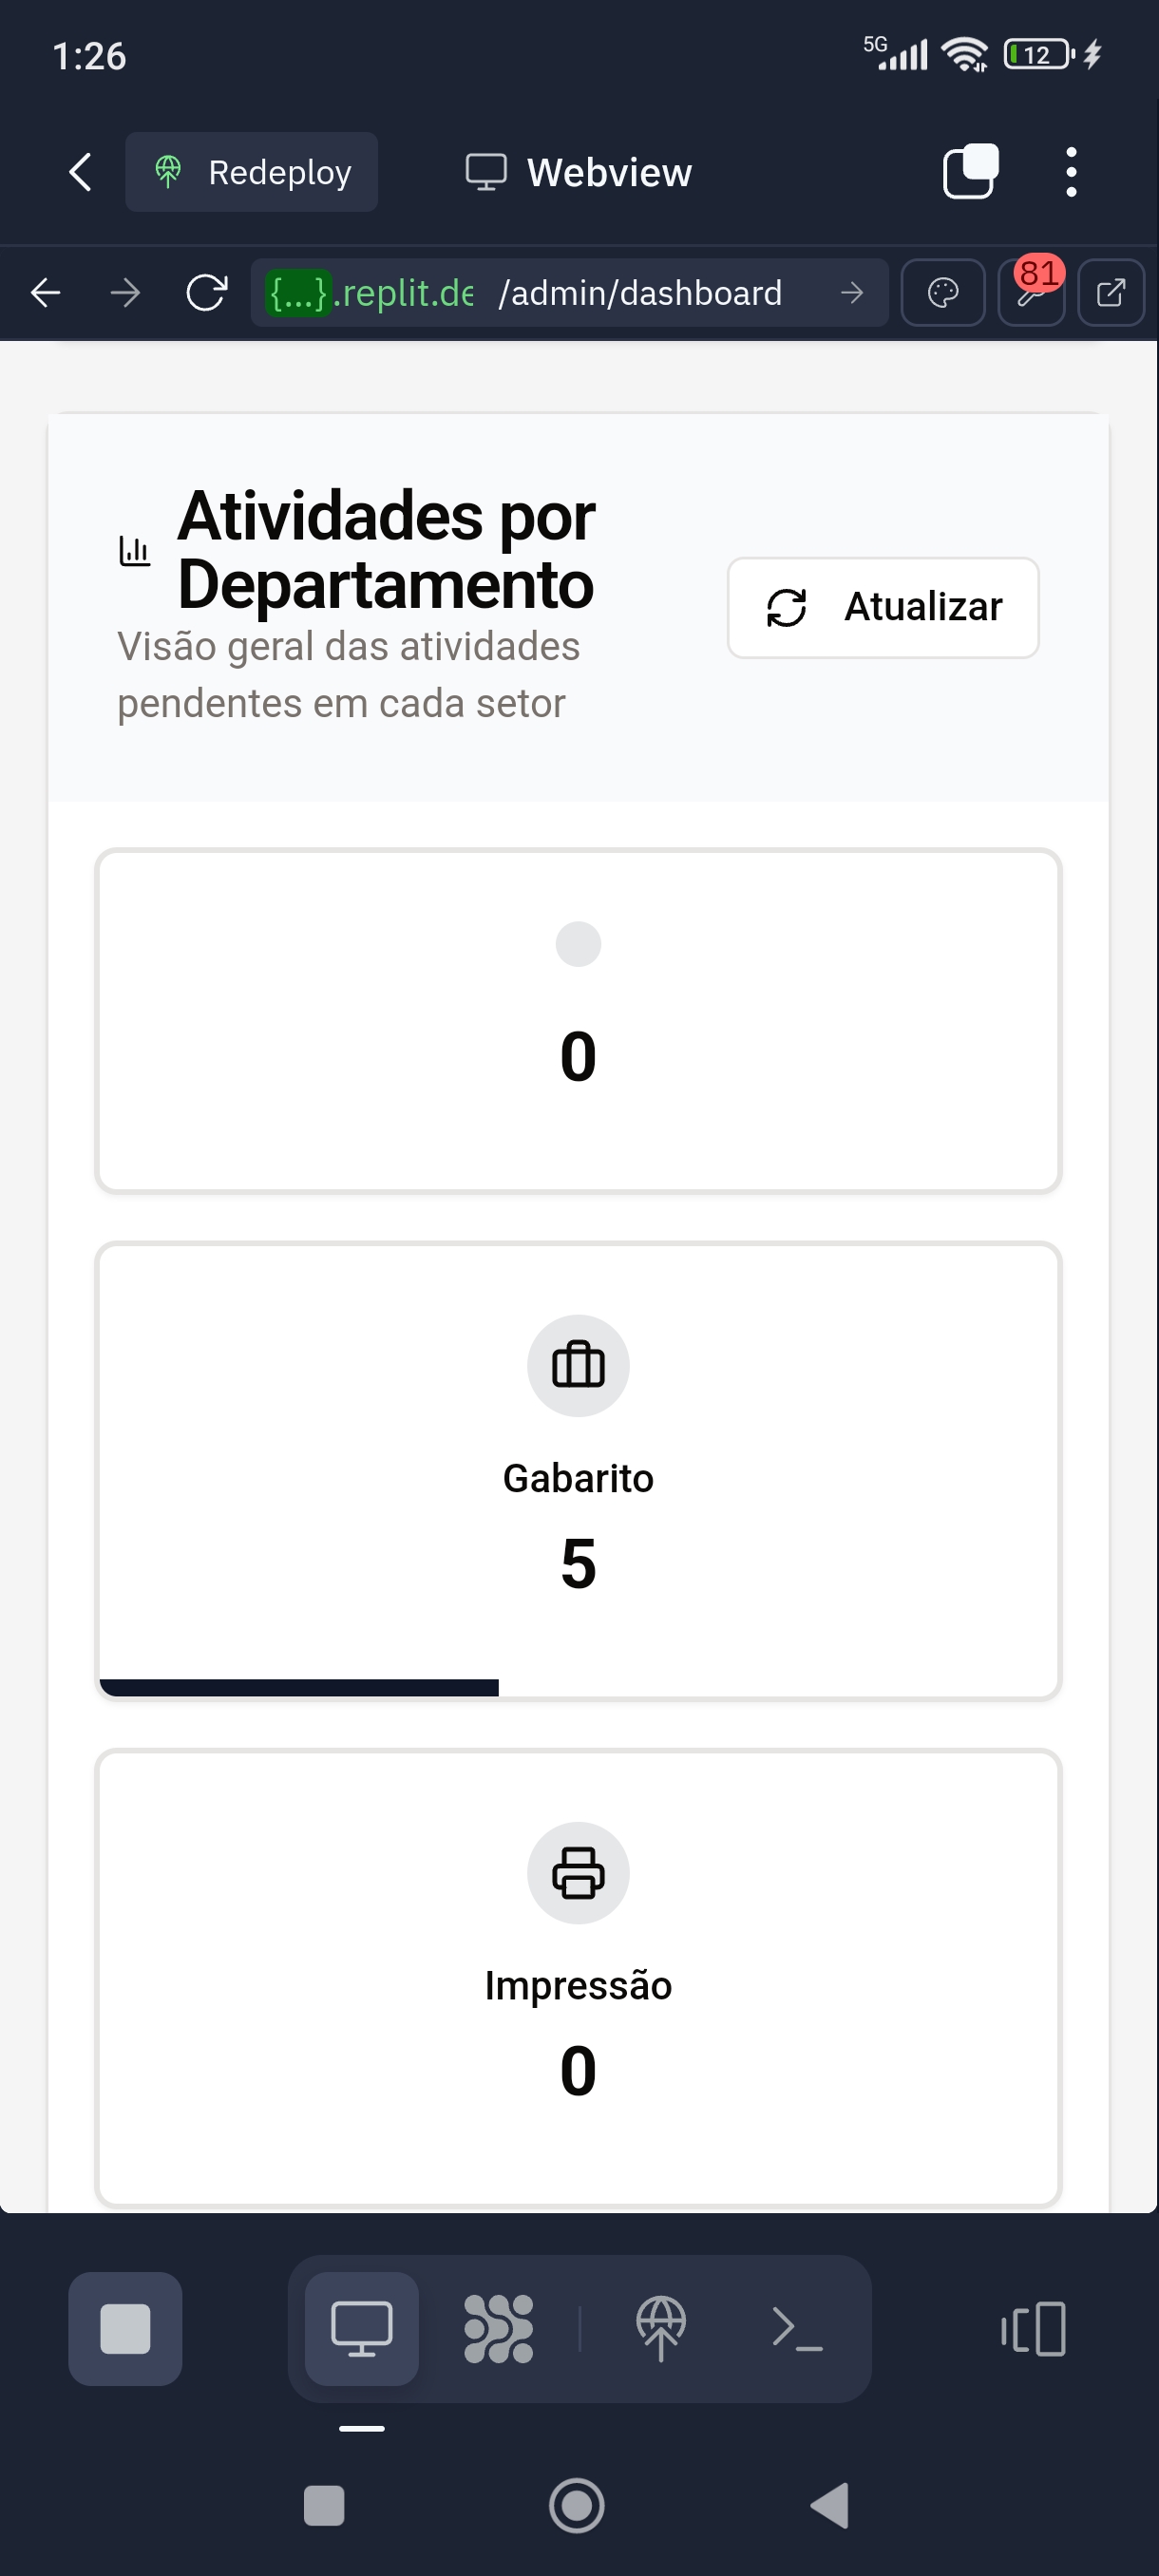 1:26
5G
12
Redeploy
Webview
{...}.replit.de /admin/dashboard
81
Atividades por
Departamento
Atualizar
Visão geral das atividades
pendentes em cada setor
0
Gabarito
5
Impressão
0